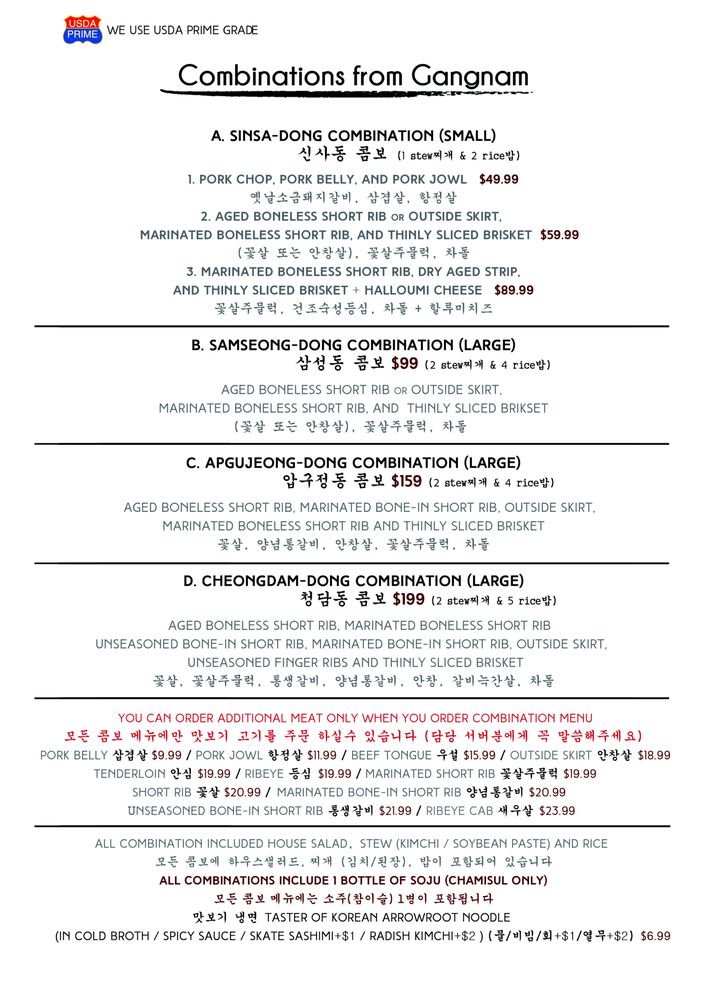 USDA
PRIME
WE USE USDA PRIME GRADE
Combinations from Gangnam
A. SINSA-DONG COMBINATION (SMALL)
신사동 콤보 (1 stew찌개 & 2 rice밥)
1. PORK CHOP, PORK BELLY, AND PORK JOWL $49.99
옛날소금돼지갈비, 삼겹살, 항정살
2. AGED BONELESS SHORT RIB OR OUTSIDE SKIRT,
MARINATED BONELESS SHORT RIB, AND THINLY SLICED BRISKET $59.99
(꽃살 또는 안창살), 꽃살주물럭, 차돌
3. MARINATED BONELESS SHORT RIB, DRY AGED STRIP,
AND THINLY SLICED BRISKET + HALLOUMI CHEESE $89.99
꽃살주물럭, 건조숙성등심, 차돌 + 할루미치즈
B. SAMSEONG-DONG COMBINATION (LARGE)
삼성동 콤보 $99 (2 stew찌개 & 4 rice밥)
AGED BONELESS SHORT RIB OR OUTSIDE SKIRT,
MARINATED BONELESS SHORT RIB, AND THINLY SLICED BRIKSET
(꽃살 또는 안창살), 꽃살주물럭, 차돌
C. APGUJEONG-DONG COMBINATION (LARGE)
압구정동 콤보 $159 (2 stew찌개 & 4 rice밥)
AGED BONELESS SHORT RIB, MARINATED BONE-IN SHORT RIB, OUTSIDE SKIRT,
MARINATED BONELESS SHORT RIB AND THINLY SLICED BRISKET
꽃살, 양념통갈비, 안창살, 꽃살주물럭, 차돌
D. CHEONGDAM-DONG COMBINATION (LARGE)
청담동 콤보 $199 (2 stew찌개 & 5 rice밥)
AGED BONELESS SHORT RIB, MARINATED BONELESS SHORT RIB
UNSEASONED BONE-IN SHORT RIB, MARINATED BONE-IN SHORT RIB, OUTSIDE SKIRT,
UNSEASONED FINGER RIBS AND THINLY SLICED BRISKET
꽃살, 꽃살주물럭, 통생갈비, 양념통갈비, 안창, 갈비늑간살, 차돌
YOU CAN ORDER ADDITIONAL MEAT ONLY WHEN YOU ORDER COMBINATION MENU
모든 콤보 메뉴에만 맛보기 고기를 주문 하실수 있습니다 (담당 서버분에게 꼭 말씀해주세요)
PORK BELLY 삼겹살 $9.99 / PORK JOWL 항정살 $11.99 / BEEF TONGUE 우설 $15.99 / OUTSIDE SKIRT 안창살 $18.99
TENDERLOIN 안심 $19.99 / RIBEYE 등심 $19.99 / MARINATED SHORT RIB 꽃살주물럭 $19.99
SHORT RIB 꽃살 $20.99 / MARINATED BONE-IN SHORT RIB 양념통갈비 $20.99
UNSEASONED BONE-IN SHORT RIB 통생갈비 $21.99 / RIBEYE CAB 새우살 $23.99
ALL COMBINATION INCLUDED HOUSE SALAD, STEW (KIMCHI / SOYBEAN PASTE) AND RICE
모든 콤보에 하우스샐러드, 찌개 (김치/된장), 밥이 포함되어 있습니다
ALL COMBINATIONS INCLUDE 1 BOTTLE OF SOJU (CHAMISUL ONLY)
모든 콤보 메뉴에는 소주(참이슬) 1병이 포함됩니다
맛보기 냉면 TASTER OF KOREAN ARROWROOT NOODLE
(IN COLD BROTH / SPICY SAUCE / SKATE SASHIMI+$1 / RADISH KIMCHI+$2 ) (물/비빔/회+$1/열무+$2) $6.99